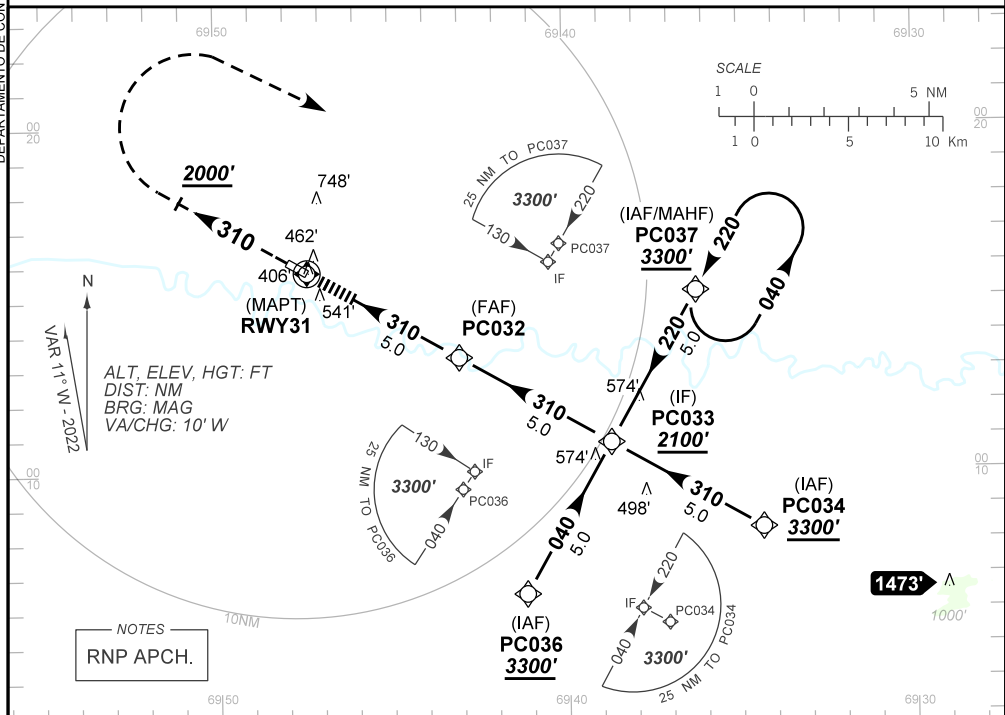 DEPARTAMENTO DE CON
69 50
69 40
69 30
SCALE
1 0 5 NM
1 0 5 10 Km
00
20
00
20
2000'
748'
25 NM TO PC037
3300'
220
130
PC037
IF
(IAF/MAHF)
PC037
3300'
220
040
310
462'
406'
541'
(MAPT)
RWY31
310
5.0
(FAF)
PC032
220
5.0
N
VAR 11° W - 2022
ALT, ELEV, HGT: FT
DIST: NM
BRG: MAG
VA/CHG: 10' W
574'
(IF)
PC033
2100'
310
5.0
574'
00
10
00
10
130
IF
25 NM TO PC036
3300'
PC036
040
498'
310
5.0
(IAF)
PC034
3300'
040
5.0
220
IF
PC034
040
3300'
25 NM TO PC034
1473'
1000'
(IAF)
PC036
3300'
10NM
NOTES
RNP APCH.
69 50
69 40
69 30